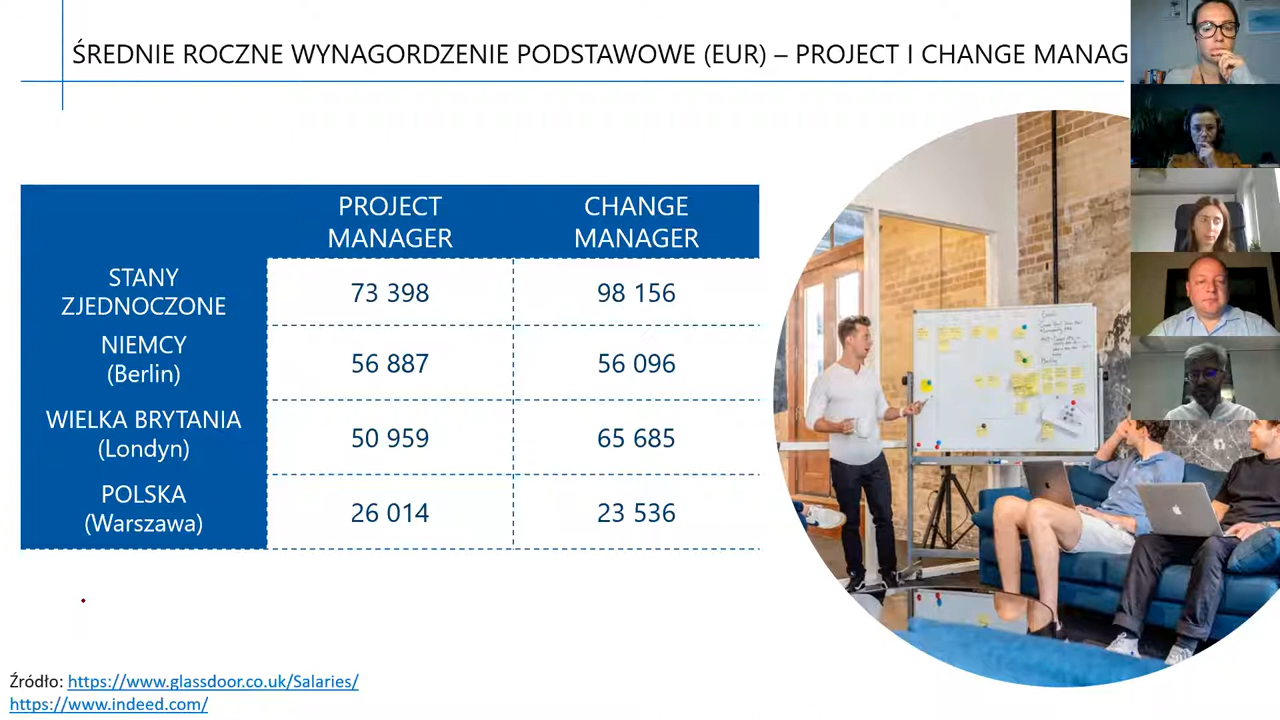 ŚREDNIE ROCZNE WYNAGORDZENIE PODSTAWOWE (EUR) – PROJECT I CHANGE MANAG
PROJECT
MANAGER
CHANGE
MANAGER
STANY
ZJEDNOCZONE
73 398
98 156
NIEMCY
(Berlin)
56 887
56 096
WIELKA BRYTANIA
(Londyn)
50 959
65 685
POLSKA
(Warszawa)
26 014
23 536
Źródło: https://www.glassdoor.co.uk/Salaries/
https://www.indeed.com/